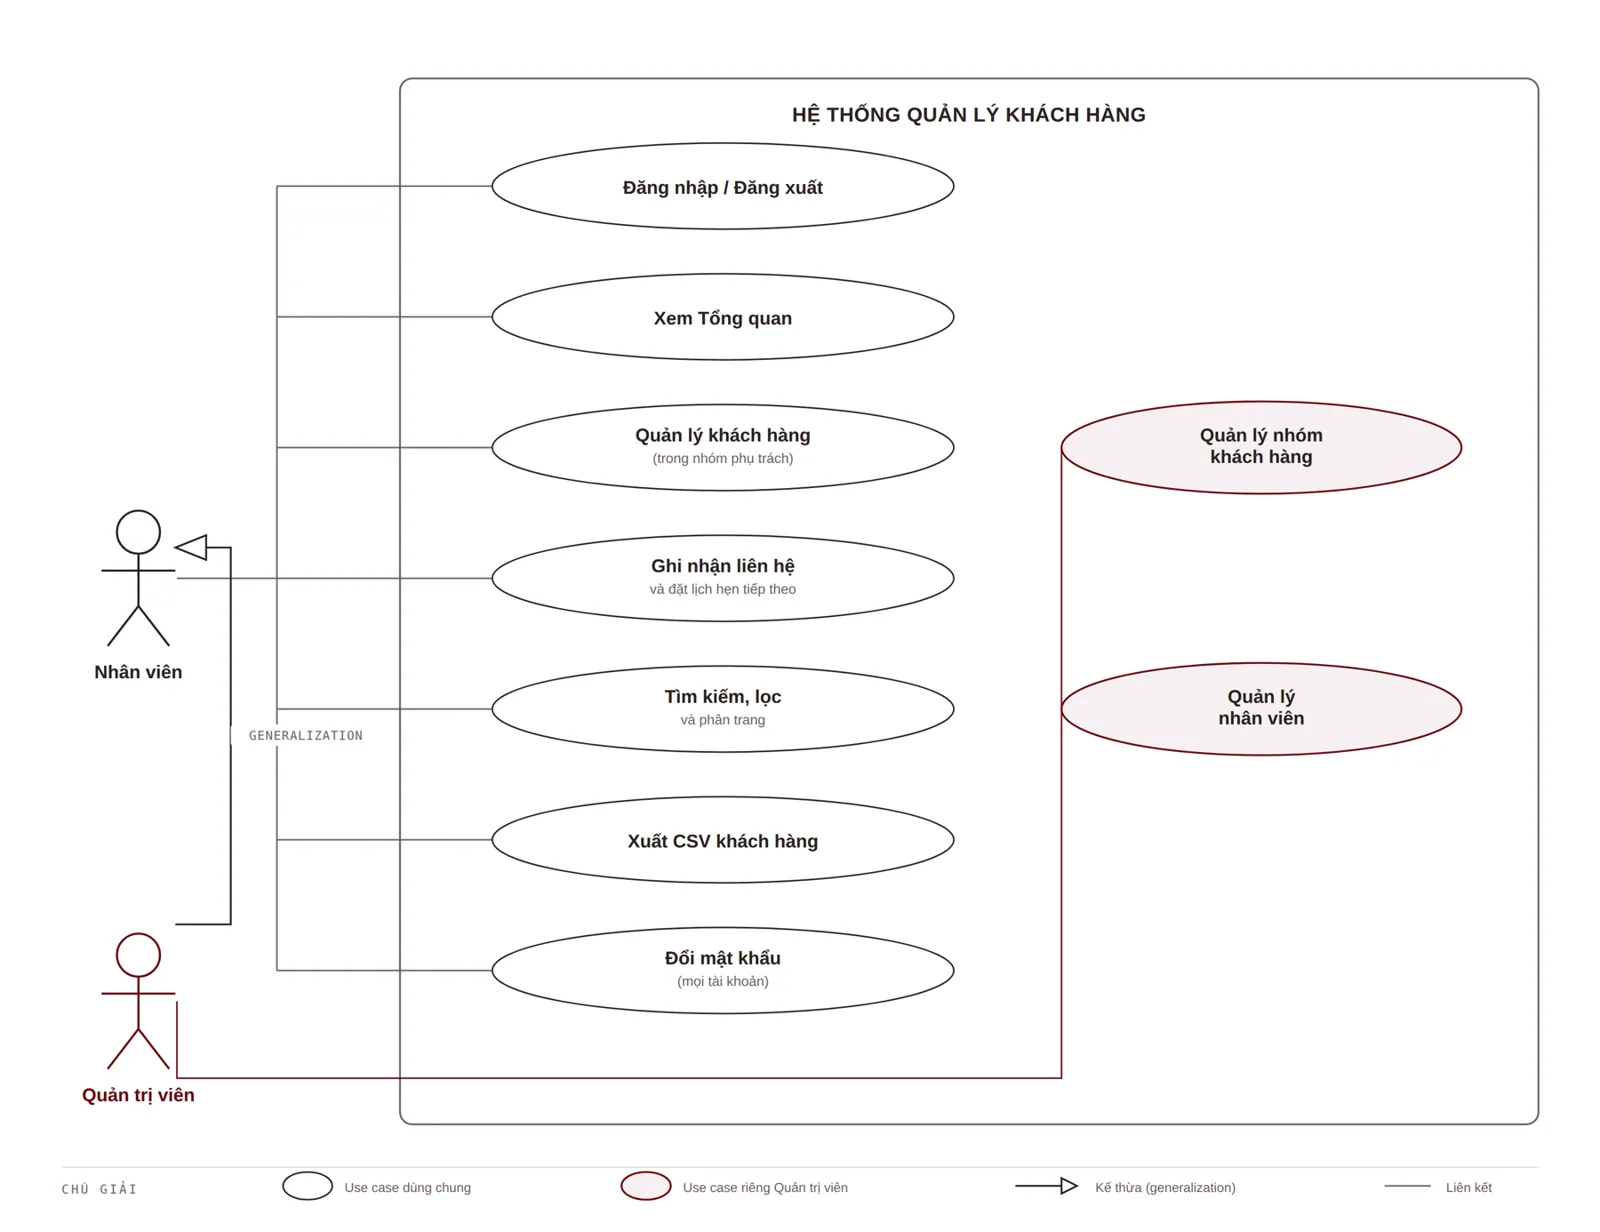 HỆ THỐNG QUẢN LÝ KHÁCH HÀNG
Đăng nhập / Đăng xuất
Xem Tổng quan
Quản lý khách hàng
(trong nhóm phụ trách)
Quản lý nhóm
khách hàng
Ghi nhận liên hệ
và đặt lịch hẹn tiếp theo
Nhân viên
Tìm kiếm, lọc
và phân trang
Quản lý
nhân viên
GENERALIZATION
Xuất CSV khách hàng
Đổi mật khẩu
(mọi tài khoản)
Quản trị viên
CHÚ GIẢI
Use case dùng chung
Use case riêng Quản trị viên
Kế thừa (generalization)
Liên kết